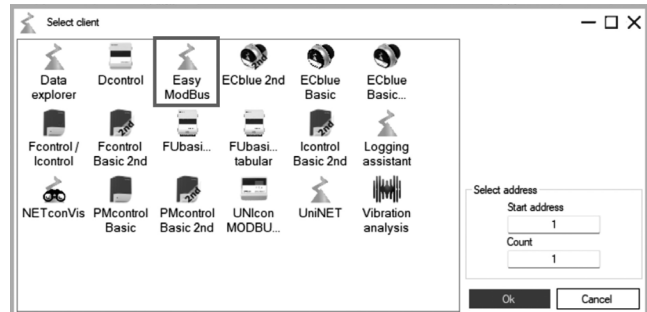 Select client
Data
explorer
Dcontrol
Easy
ModBus
ECblue 2nd
ECblue
Basic
ECblue
Basic...
Fcontrol /
Icontrol
Fcontrol
Basic 2nd
FUbasi...
FUbasi...
tabular
Icontrol
Basic 2nd
Logging
assistant
NETconVis
PMcontrol
Basic
PMcontrol
Basic 2nd
UNIcon
MODBU...
UniNET
Vibration
analysis
Select address
Start address
1
Count
1
Ok
Cancel